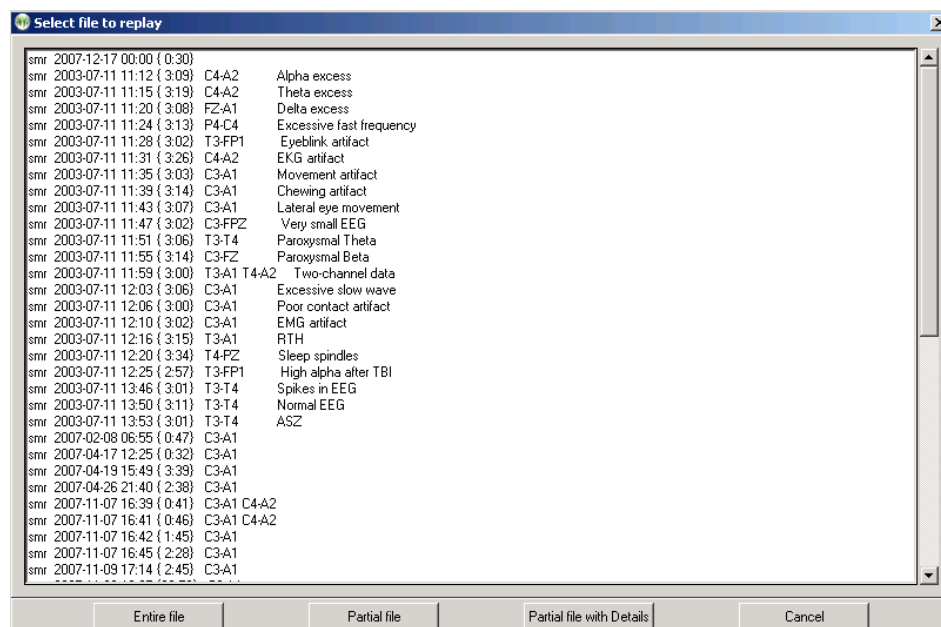 Select file to replay
smr 2007-12-17 00:00 { 0:30}
smr 2003-07-11 11:12 { 3:09} C4-A2 Alpha excess
smr 2003-07-11 11:15 { 3:19} C4-A2 Theta excess
smr 2003-07-11 11:20 { 3:08} FZ-A1 Delta excess
smr 2003-07-11 11:24 { 3:13} P4-C4 Excessive fast frequency
smr 2003-07-11 11:28 { 3:02} T3-FP1 Eyeblink artifact
smr 2003-07-11 11:31 { 3:26} C4-A2 EKG artifact
smr 2003-07-11 11:35 { 3:03} C3-A1 Movement artifact
smr 2003-07-11 11:39 { 3:14} C3-A1 Chewing artifact
smr 2003-07-11 11:43 { 3:07} C3-A1 Lateral eye movement
smr 2003-07-11 11:47 { 3:02} C3-FPZ Very small EEG
smr 2003-07-11 11:51 { 3:06} T3-T4 Paroxysmal Theta
smr 2003-07-11 11:55 { 3:14} C3-FZ Paroxysmal Beta
smr 2003-07-11 11:59 { 3:00} T3-A1 T4-A2 Two-channel data
smr 2003-07-11 12:03 { 3:06} C3-A1 Excessive slow wave
smr 2003-07-11 12:06 { 3:00} C3-A1 Poor contact artifact
smr 2003-07-11 12:10 { 3:02} C3-A1 EMG artifact
smr 2003-07-11 12:16 { 3:15} T3-A1 RTH
smr 2003-07-11 12:20 { 3:34} T4-PZ Sleep spindles
smr 2003-07-11 12:25 { 2:57} T3-FP1 High alpha after TBI
smr 2003-07-11 13:46 { 3:01} T3-T4 Spikes in EEG
smr 2003-07-11 13:50 { 3:11} T3-T4 Normal EEG
smr 2003-07-11 13:53 { 3:01} T3-T4 ASZ
smr 2007-02-08 06:55 { 0:47} C3-A1
smr 2007-04-17 12:25 { 0:32} C3-A1
smr 2007-04-19 15:49 { 3:39} C3-A1
smr 2007-04-26 21:40 { 2:38} C3-A1
smr 2007-11-07 16:39 { 0:41} C3-A1 C4-A2
smr 2007-11-07 16:41 { 0:46} C3-A1 C4-A2
smr 2007-11-07 16:42 { 1:45} C3-A1
smr 2007-11-07 16:45 { 2:28} C3-A1
smr 2007-11-09 17:14 { 2:45} C3-A1
Entire file Partial file Partial file with Details Cancel